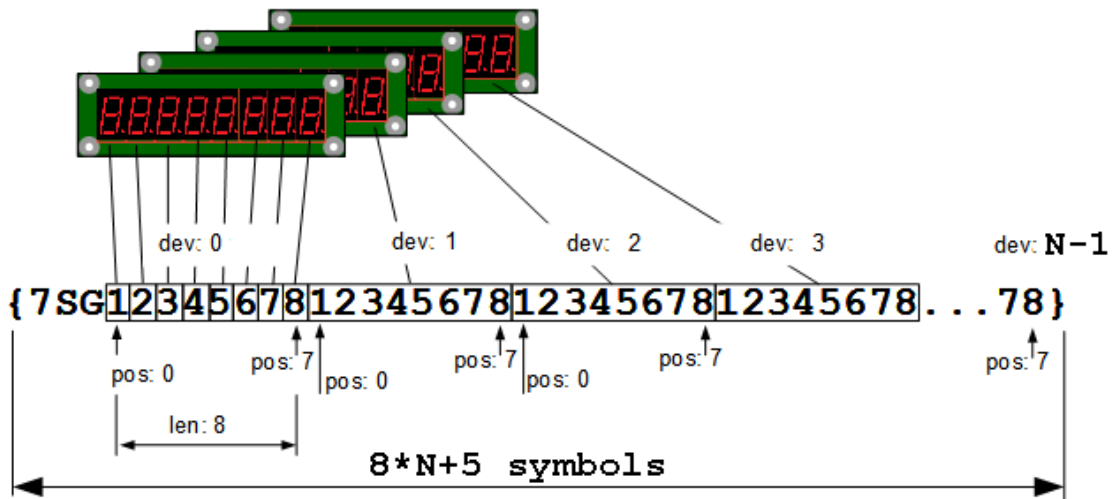 dev: 0 dev: 1 dev: 2 dev: 3 dev: N-1
{7SG12345678123456781234567812345678...78}
pos: 0 pos: 7 pos: 0 pos: 7 pos: 0 pos: 7 pos: 7
len: 8
8*N+5 symbols